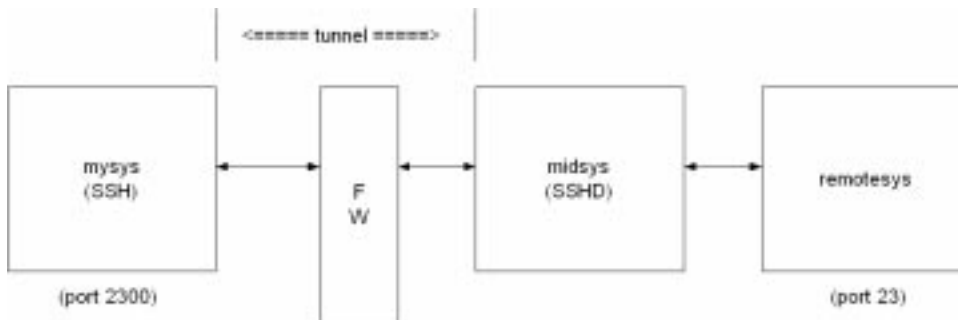 <===== tunnel =====>
mysys
(SSH)
F
W
midsys
(SSHD)
remotesys
(port 2300)
(port 23)